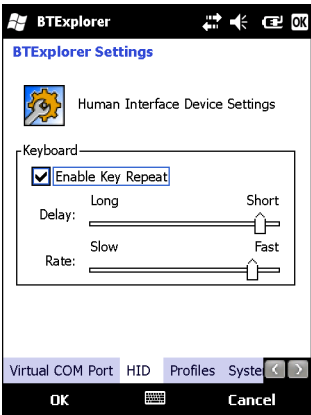 BTExplorer OK
BTExplorer Settings
Human Interface Device Settings
Keyboard
Enable Key Repeat
Long Short
Delay:
Slow Fast
Rate:
Virtual COM Port HID Profiles Syste
OK Cancel